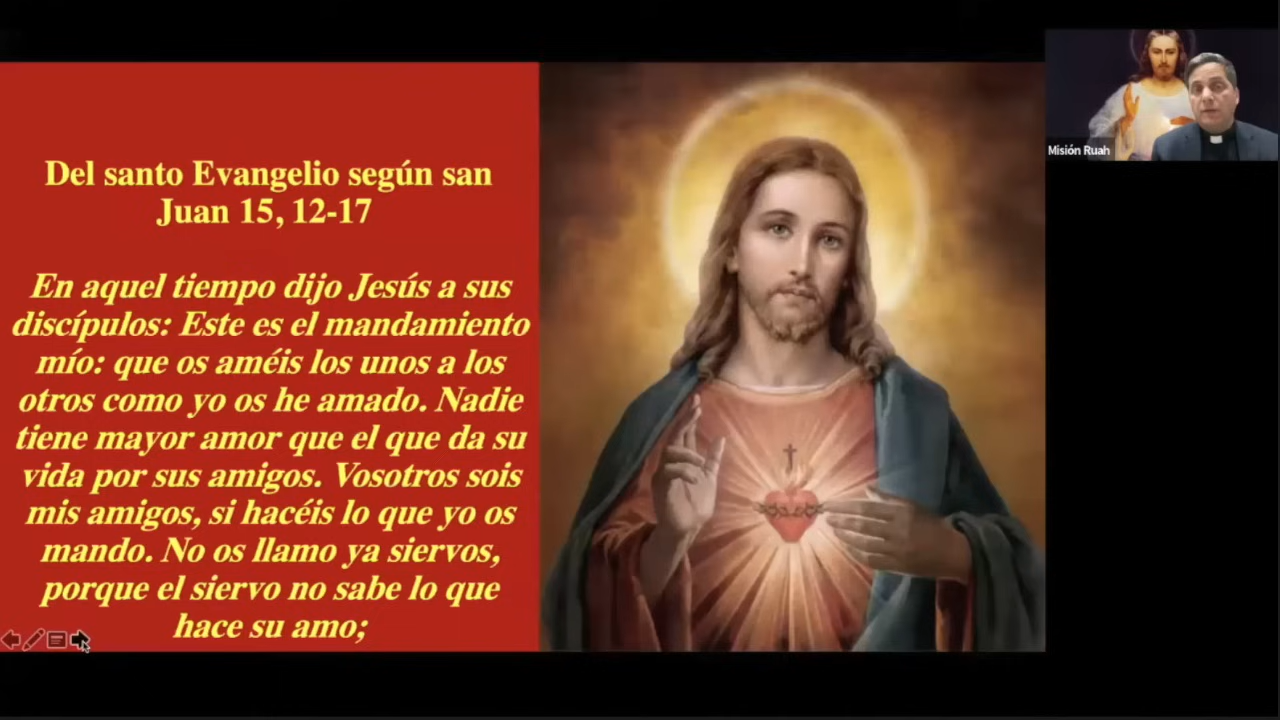 Del santo Evangelio según san
Juan 15, 12-17
En aquel tiempo dijo Jesús a sus
discípulos: Este es el mandamiento
mío: que os améis los unos a los
otros como yo os he amado. Nadie
tiene mayor amor que el que da su
vida por sus amigos. Vosotros sois
mis amigos, si hacéis lo que yo os
mando. No os llamo ya siervos,
porque el siervo no sabe lo que
hace su amo;
Misión Ruah